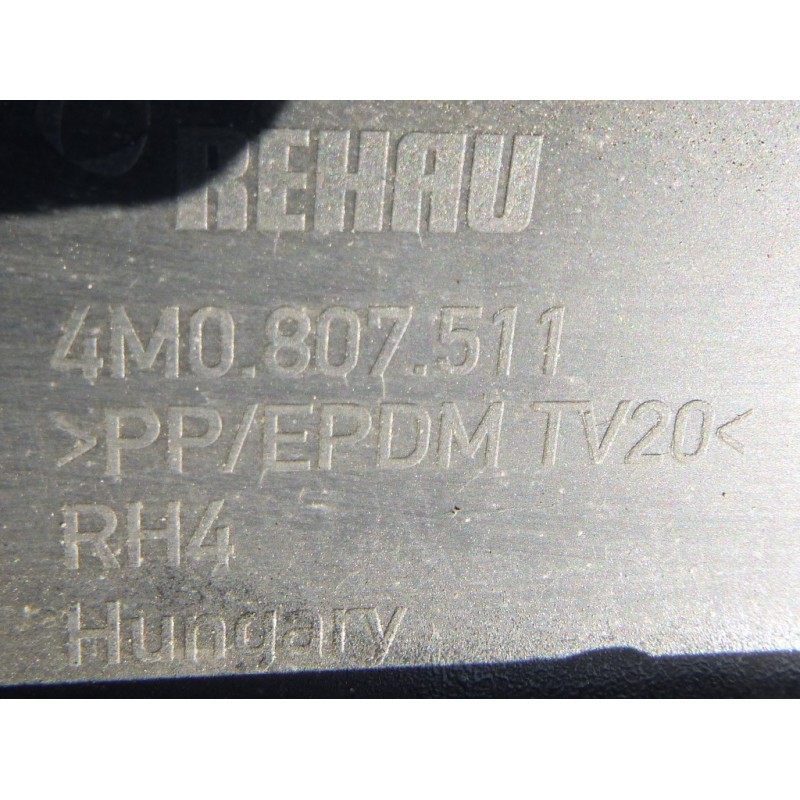 REHAU
4M0.807.511
>PP/EPDM TV20<
RH4
Hungary